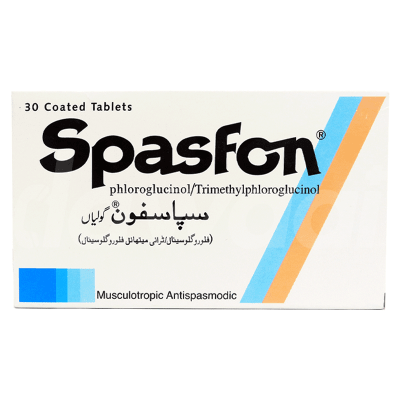 30 Coated Tablets
Spasfon®
phloroglucinol/Trimethylphloroglucinol
سپاسفون® گولیاں
(فلوروگلوسینال/ٹرائی میتھائل فلوروگلوسینال)
Musculotropic Antispasmodic